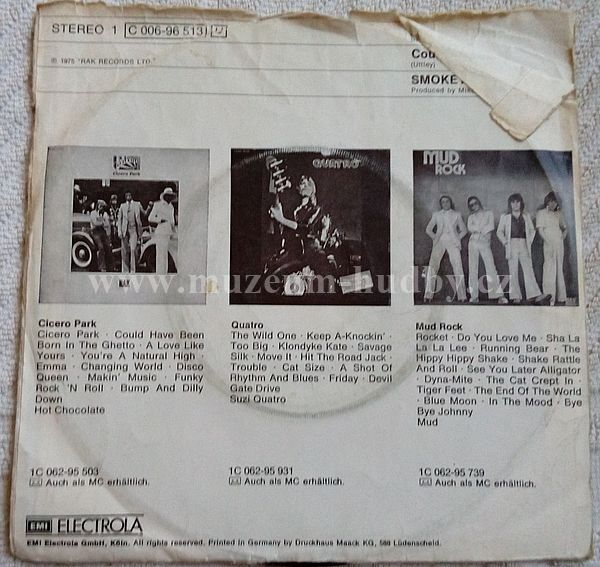 STEREO 1 C 006-96 513
Cou
(Uttley)
℗ 1975 "RAK RECORDS LTD."
SMOKEY
Produced by Mike
Cicero Park
RAK
QUATRO
MUD
ROCK
www.muzeum-hudby.cz
Cicero Park
Cicero Park · Could Have Been
Born In The Ghetto · A Love Like
Yours · You're A Natural High ·
Emma · Changing World · Disco
Queen · Makin' Music · Funky
Rock 'N Roll · Bump And Dilly
Down
Hot Chocolate
Quatro
The Wild One · Keep A-Knockin' ·
Too Big · Klondyke Kate · Savage
Silk · Move It · Hit The Road Jack ·
Trouble · Cat Size · A Shot Of
Rhythm And Blues · Friday · Devil
Gate Drive
Suzi Quatro
Mud Rock
Rocket · Do You Love Me · Sha La
La La Lee · Running Bear · The
Hippy Hippy Shake · Shake Rattle
And Roll · See You Later Alligator
· Dyna-Mite · The Cat Crept In ·
Tiger Feet · The End Of The World
· Blue Moon · In The Mood · Bye
Bye Johnny
Mud
1C 062-95 503
Auch als MC erhältlich.
1C 062-95 931
Auch als MC erhältlich.
1C 062-95 739
Auch als MC erhältlich.
EMI ELECTROLA
EMI Electrola GmbH, Köln. All rights reserved. Printed in Germany by Druckhaus Maack KG, 588 Lüdenscheid.